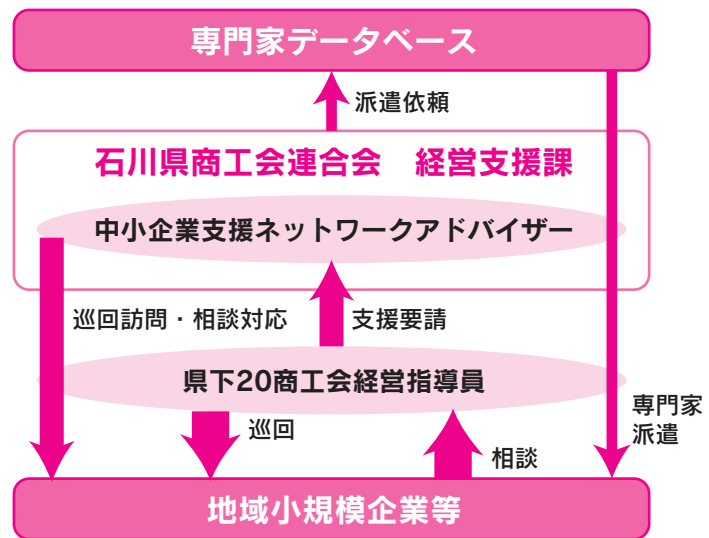 専門家データベース
派遣依頼
石川県商工会連合会　経営支援課
中小企業支援ネットワークアドバイザー
巡回訪問・相談対応
支援要請
県下20商工会経営指導員
巡回
相談
専門家
派遣
地域小規模企業等